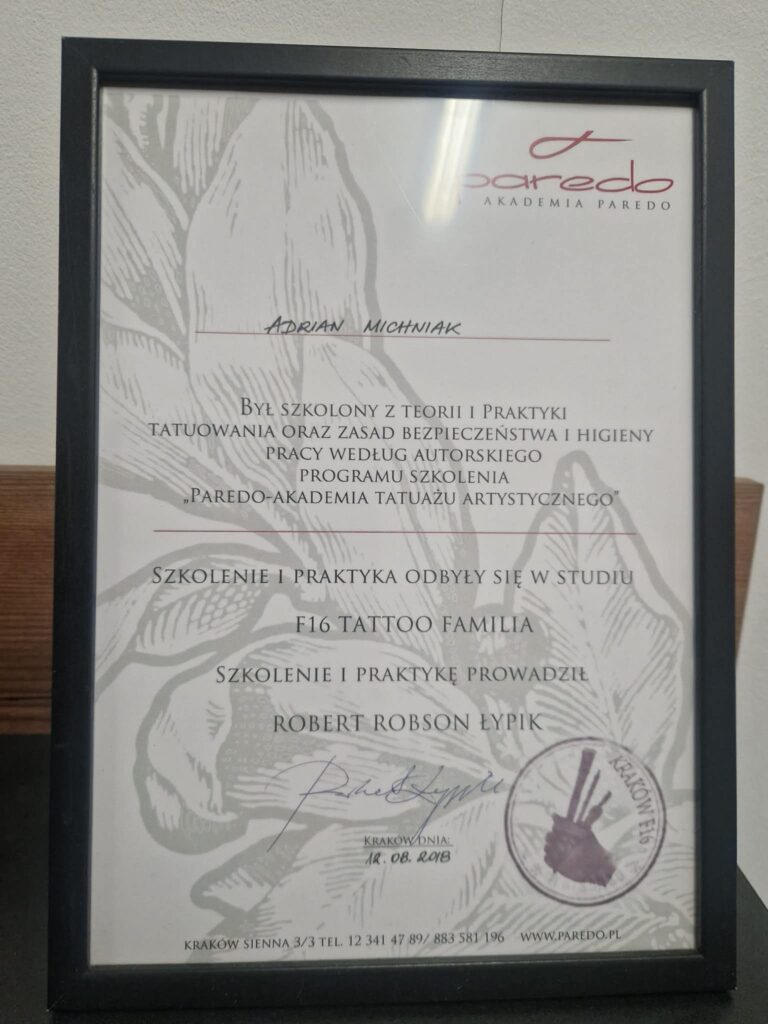 paredo
AKADEMIA PAREDO
ADRIAN MICHNIAK
BYŁ SZKOLONY Z TEORII I PRAKTYKI
TATUOWANIA ORAZ ZASAD BEZPIECZEŃSTWA I HIGIENY
PRACY WEDŁUG AUTORSKIEGO
PROGRAMU SZKOLENIA
„PAREDO-AKADEMIA TATUAŻU ARTYSTYCZNEGO”
SZKOLENIE I PRAKTYKA ODBYŁY SIĘ W STUDIU
F16 TATTOO FAMILIA
SZKOLENIE I PRAKTYKĘ PROWADZIŁ
ROBERT ROBSON ŁYPIK
KRAKÓW F16
KRAKÓW DNIA:
12.08.2018
KRAKÓW SIENNA 3/3 TEL. 12 341 47 89/ 883 581 196 WWW.PAREDO.PL